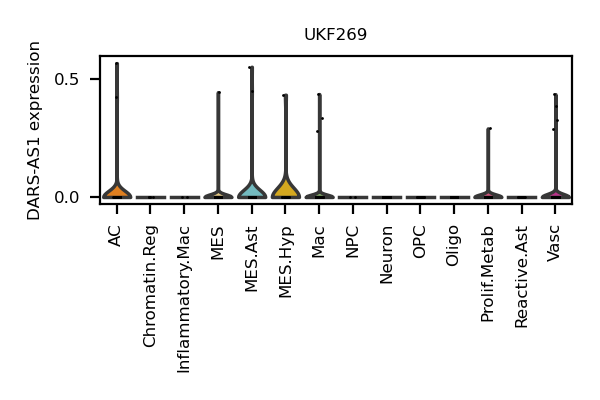 UKF269
DARS-AS1 expression
0.5
0.0
AC
Chromatin.Reg
Inflammatory.Mac
MES
MES.Ast
MES.Hyp
Mac
NPC
Neuron
OPC
Oligo
Prolif.Metab
Reactive.Ast
Vasc